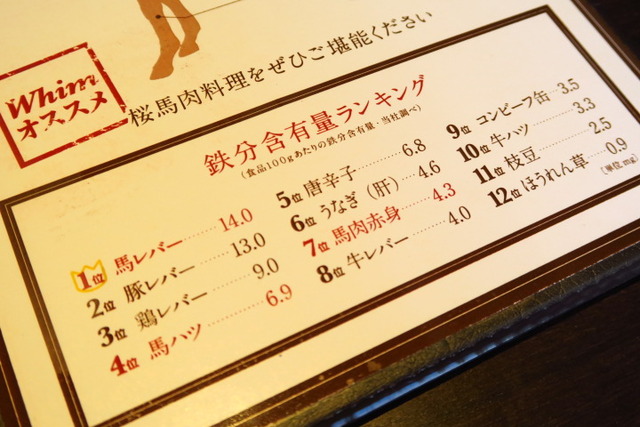 Whim
オススメ
桜馬肉料理をぜひご堪能ください
鉄分含有量ランキング
(食品100gあたりの鉄分含有量・当社調べ)
1位 馬レバー……14.0
2位 豚レバー……13.0
3位 鶏レバー……9.0
4位 馬ハツ……6.9
5位 唐辛子……6.8
6位 うなぎ（肝）…4.6
7位 馬肉赤身……4.3
8位 牛レバー……4.0
9位 コンビーフ缶…3.5
10位 牛ハツ……3.3
11位 枝豆……2.5
12位 ほうれん草…0.9
[単位:mg]